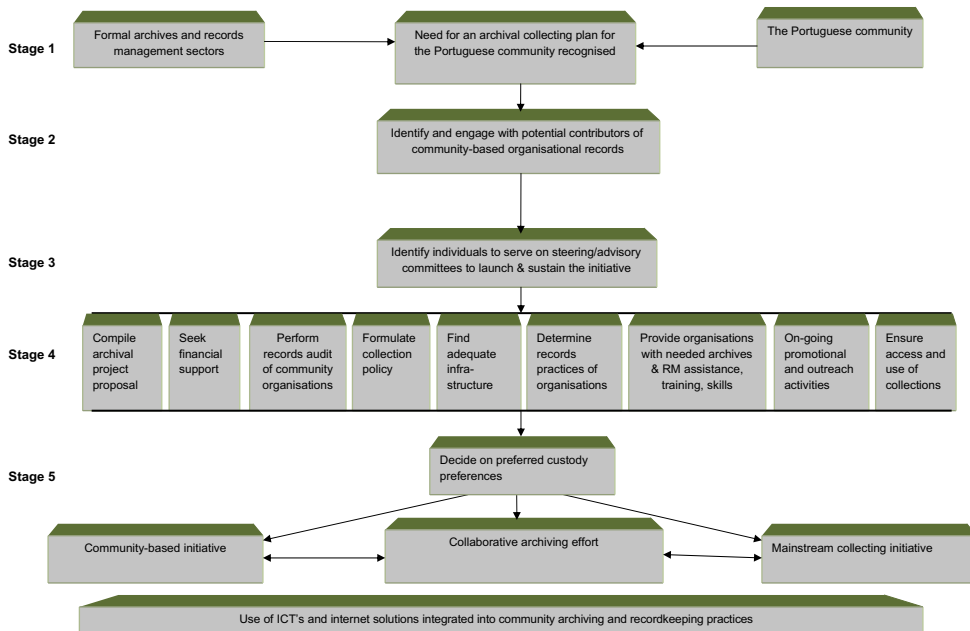 Stage 1
Formal archives and records
management sectors
Need for an archival collecting plan for
the Portuguese community recognised
The Portuguese community
Stage 2
Identify and engage with potential contributors of
community-based organisational records
Stage 3
Identify individuals to serve on steering/advisory
committees to launch & sustain the initiative
Stage 4
Compile
archival
project
proposal
Seek
financial
support
Perform
records audit
of community
organisations
Formulate
collection
policy
Find
adequate
infra-
structure
Determine
records
practices of
organisations
Provide organisations
with needed archives
& RM assistance,
training, skills
On-going
promotional
and outreach
activities
Ensure
access and
use of
collections
Stage 5
Decide on preferred custody
preferences
Community-based initiative
Collaborative archiving effort
Mainstream collecting initiative
Use of ICT's and internet solutions integrated into community archiving and recordkeeping practices